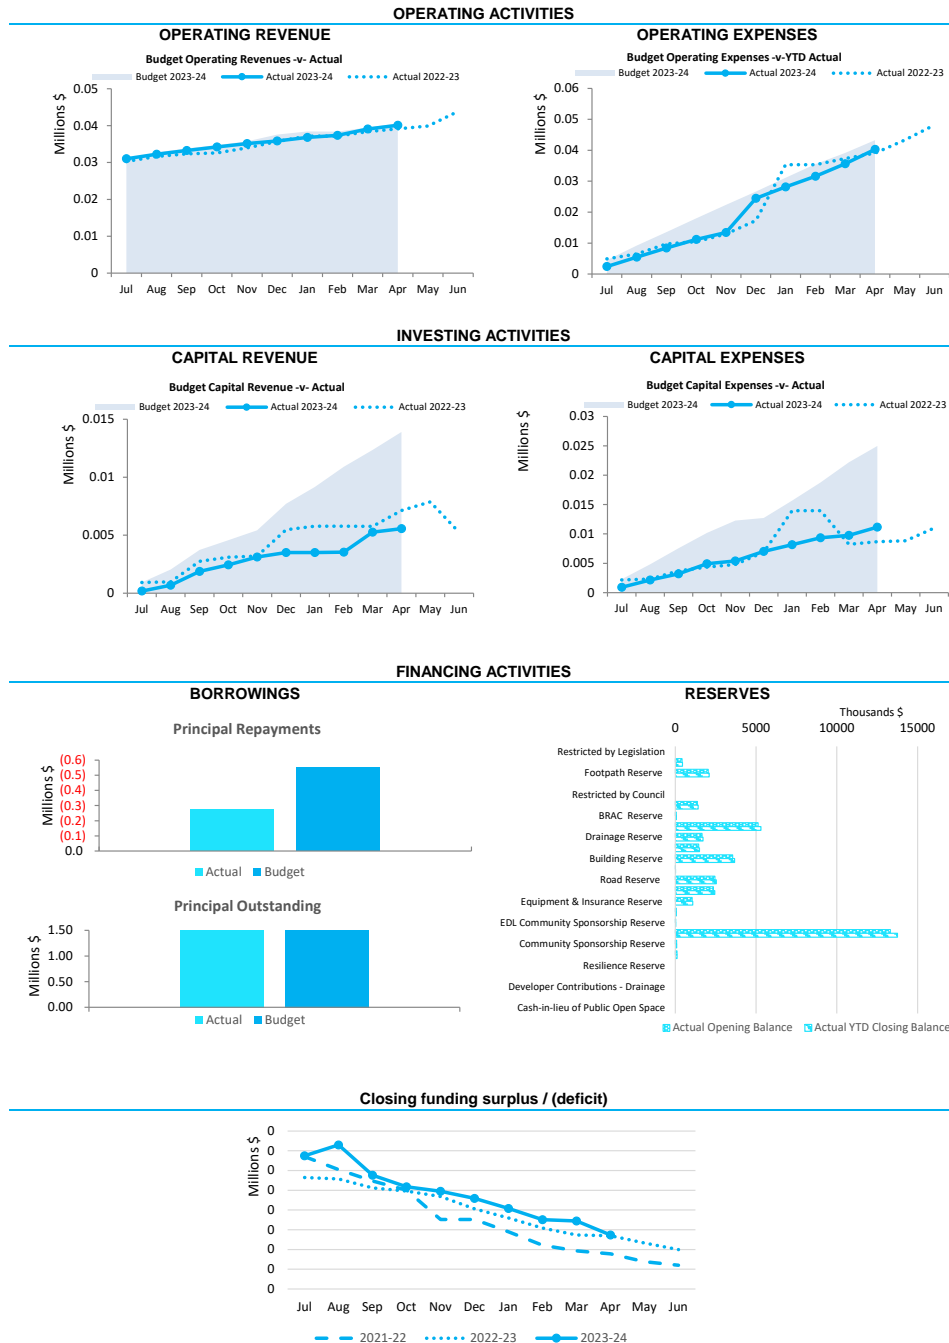 OPERATING ACTIVITIES
OPERATING REVENUE
Budget Operating Revenues -v- Actual
Budget 2023-24 Actual 2023-24 Actual 2022-23
Millions $
0.05
0.04
0.03
0.02
0.01
0
Jul Aug Sep Oct Nov Dec Jan Feb Mar Apr May Jun
OPERATING EXPENSES
Budget Operating Expenses -v-YTD Actual
Budget 2023-24 Actual 2023-24 Actual 2022-23
Millions $
0.06
0.05
0.04
0.03
0.02
0.01
0
Jul Aug Sep Oct Nov Dec Jan Feb Mar Apr May Jun
INVESTING ACTIVITIES
CAPITAL REVENUE
Budget Capital Revenue -v- Actual
Budget 2023-24 Actual 2023-24 Actual 2022-23
Millions $
0.015
0.01
0.005
0
Jul Aug Sep Oct Nov Dec Jan Feb Mar Apr May Jun
CAPITAL EXPENSES
Budget Capital Expenses -v- Actual
Budget 2023-24 Actual 2023-24 Actual 2022-23
Millions $
0.03
0.025
0.02
0.015
0.01
0.005
0
Jul Aug Sep Oct Nov Dec Jan Feb Mar Apr May Jun
FINANCING ACTIVITIES
BORROWINGS
Principal Repayments
Millions $
(0.6)
(0.5)
(0.4)
(0.3)
(0.2)
(0.1)
0.0
Actual Budget
Principal Outstanding
Millions $
1.50
1.00
0.50
0.00
Actual Budget
RESERVES
Thousands $
0 5000 10000 15000
Restricted by Legislation
Footpath Reserve
Restricted by Council
BRAC Reserve
Drainage Reserve
Building Reserve
Road Reserve
Equipment & Insurance Reserve
EDL Community Sponsorship Reserve
Community Sponsorship Reserve
Resilience Reserve
Developer Contributions - Drainage
Cash-in-lieu of Public Open Space
Actual Opening Balance Actual YTD Closing Balance
Closing funding surplus / (deficit)
Millions $
0
0
0
0
0
0
0
0
0
Jul Aug Sep Oct Nov Dec Jan Feb Mar Apr May Jun
2021-22 2022-23 2023-24